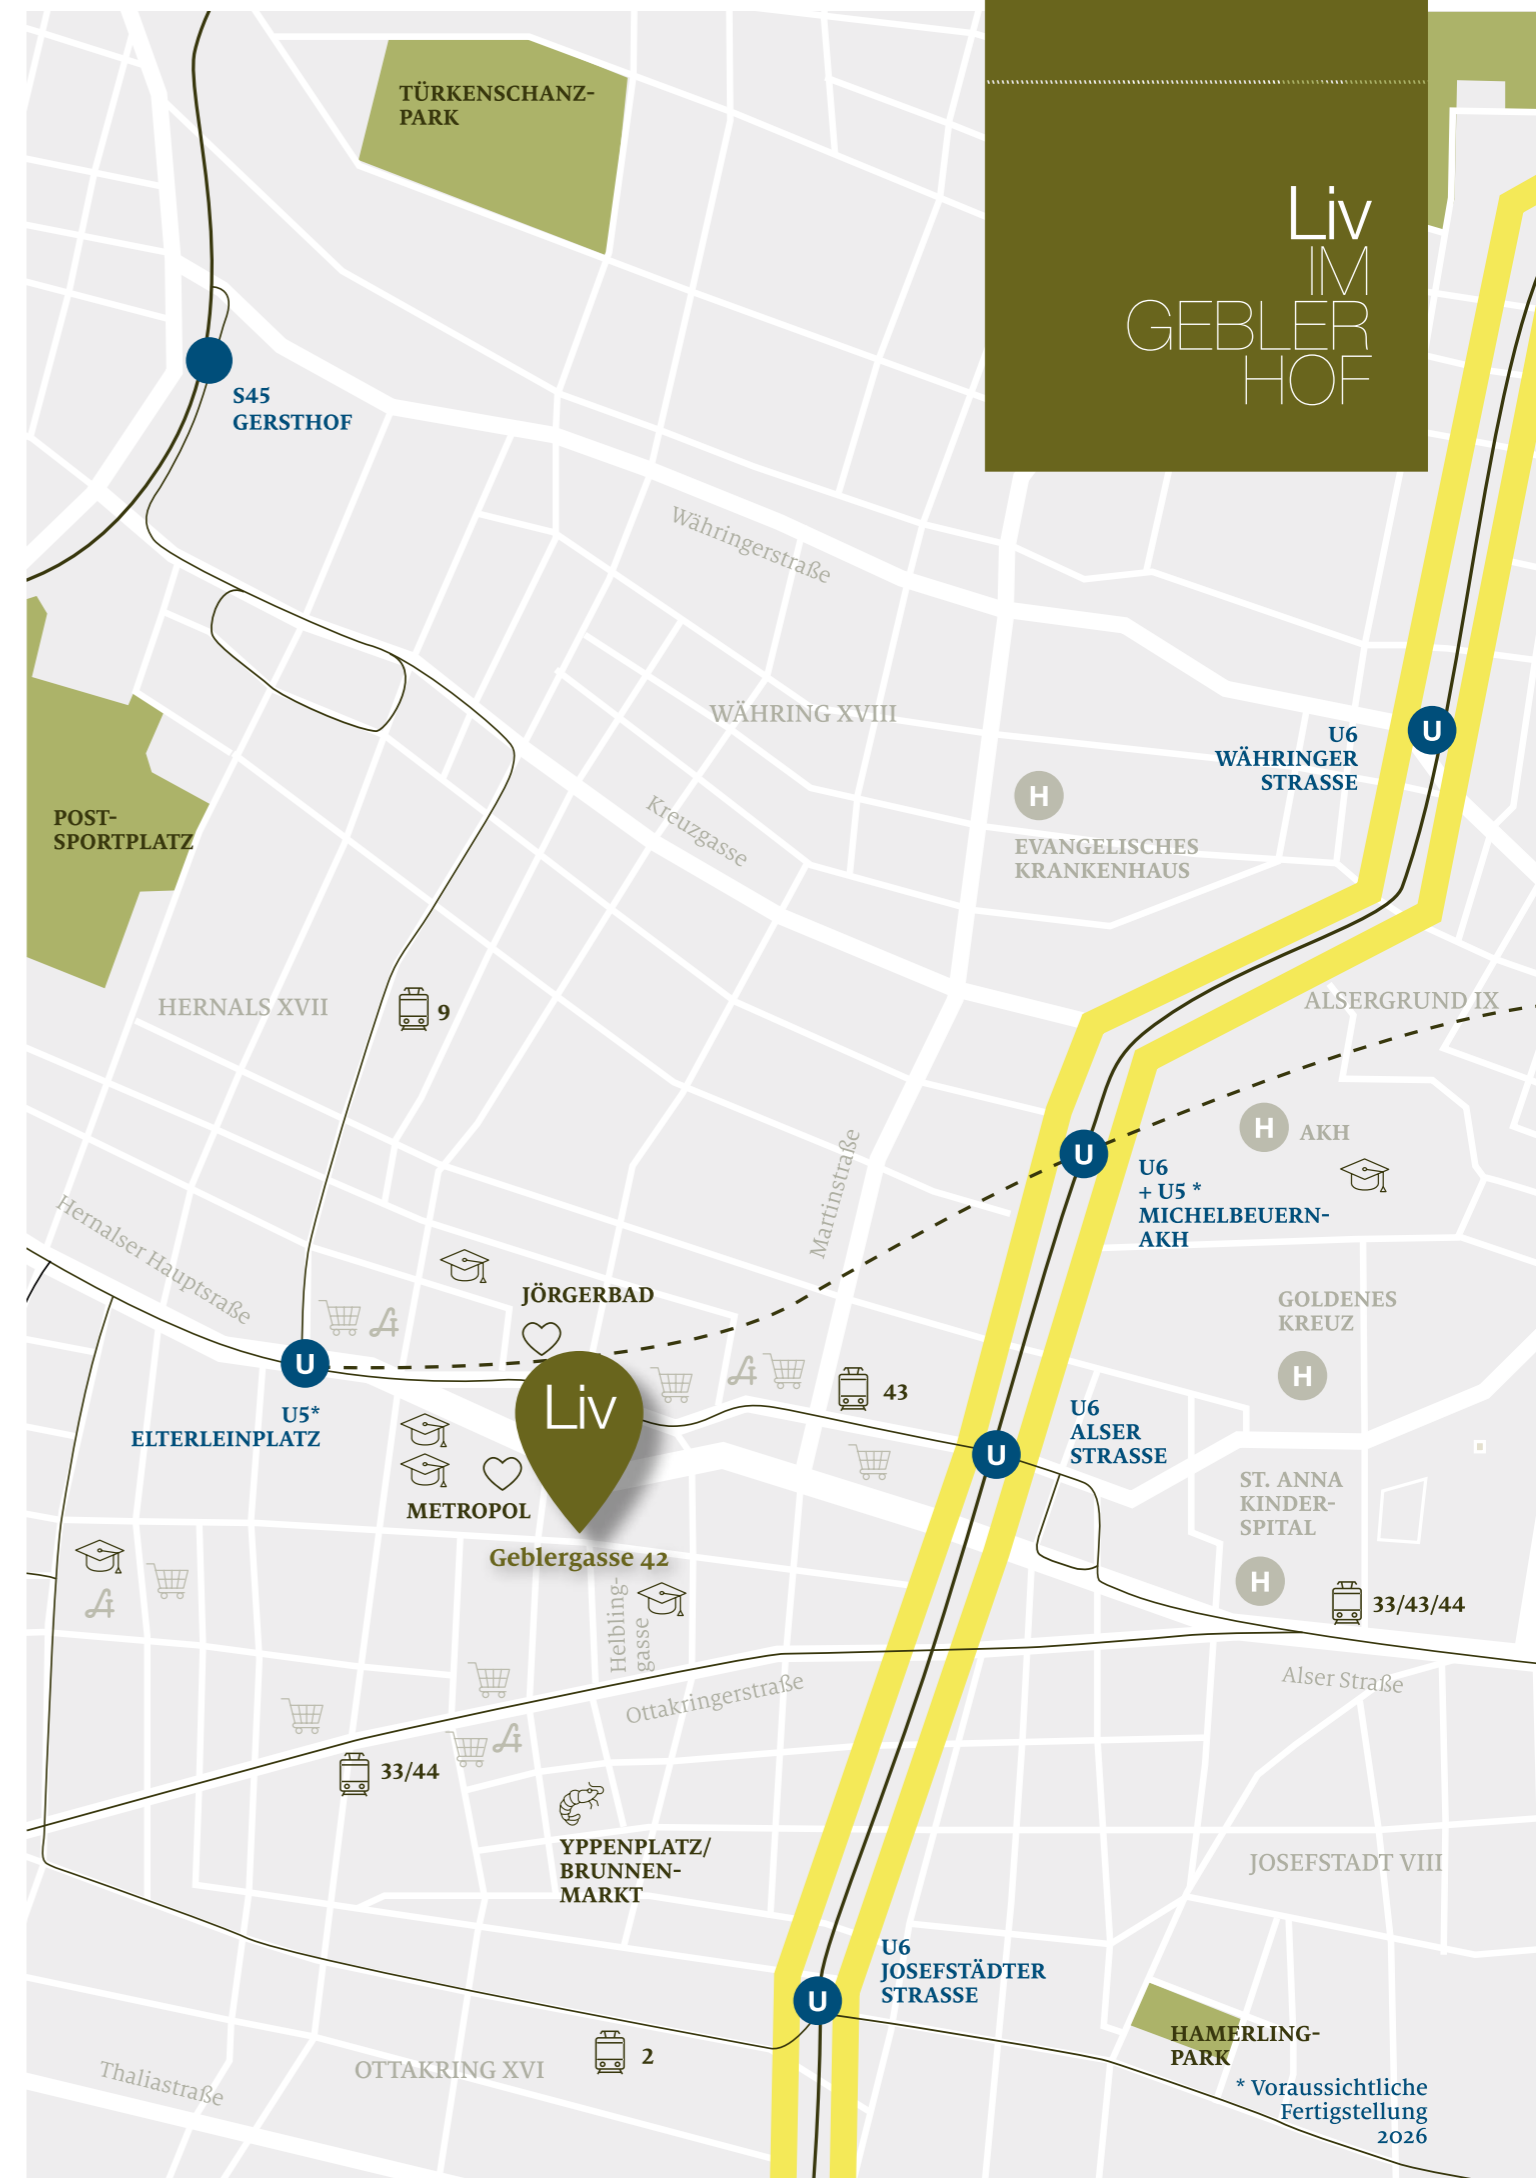 TÜRKENSCHANZ-
PARK
Liv
IM
GEBLER
HOF
S45
GERSTHOF
Währingerstraße
WÄHRING XVIII
U6
WÄHRINGER
STRASSE
U
H
EVANGELISCHES
KRANKENHAUS
POST-
SPORTPLATZ
Kreuzgasse
HERNALS XVII
9
ALSERGRUND IX
H
AKH
U
U6
+ U5 *
MICHELBEUERN-
AKH
Martinstraße
Hernalser Hauptsraße
JÖRGERBAD
GOLDENES
KREUZ
H
U
U5*
ELTERLEINPLATZ
Liv
43
U6
ALSER
STRASSE
U
METROPOL
Geblergasse 42
ST. ANNA
KINDER-
SPITAL
H
33/43/44
Helbling-
gasse
Ottakringerstraße
Alser Straße
33/44
YPPENPLATZ/
BRUNNEN-
MARKT
JOSEFSTADT VIII
U6
JOSEFSTÄDTER
STRASSE
U
HAMERLING-
PARK
2
OTTAKRING XVI
Thaliastraße
* Voraussichtliche
Fertigstellung
2026